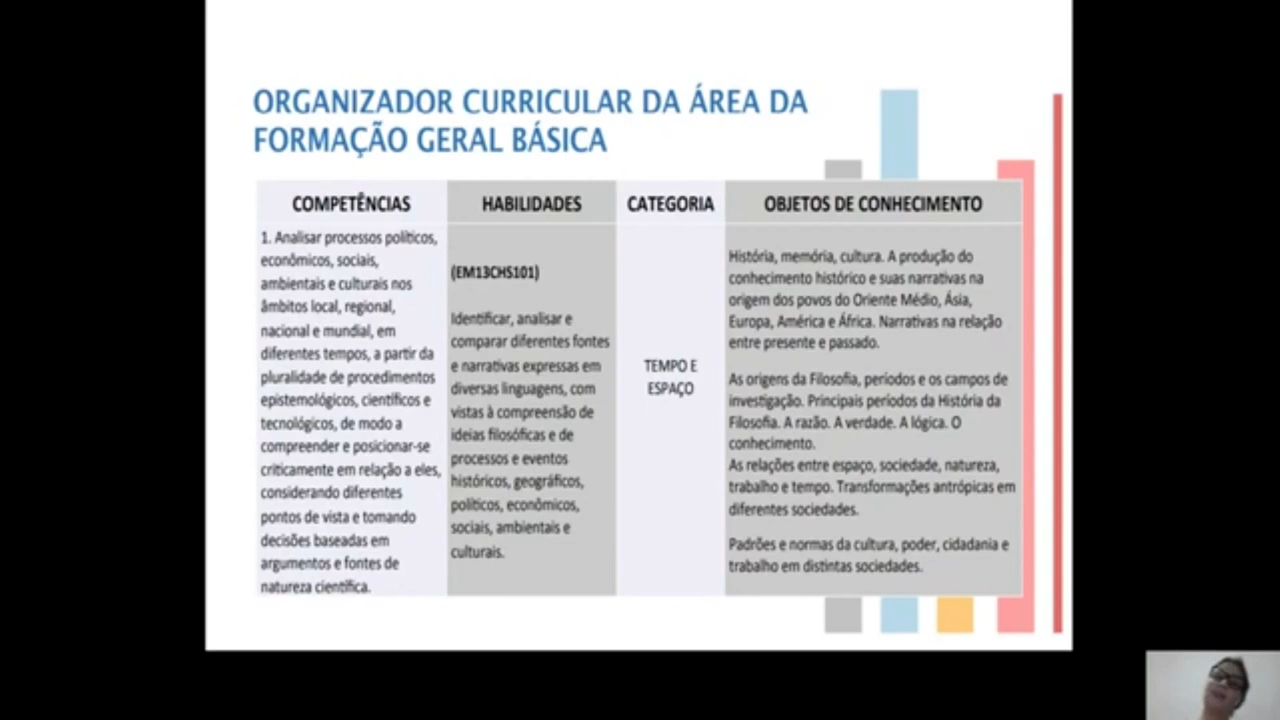 ORGANIZADOR CURRICULAR DA ÁREA DA
FORMAÇÃO GERAL BÁSICA
COMPETÊNCIAS
1. Analisar processos políticos,
econômicos, sociais,
ambientais e culturais nos
âmbitos local, regional,
nacional e mundial, em
diferentes tempos, a partir da
pluralidade de procedimentos
epistemológicos, científicos e
tecnológicos, de modo a
compreender e posicionar-se
criticamente em relação a eles,
considerando diferentes
pontos de vista e tomando
decisões baseadas em
argumentos e fontes de
natureza científica.
HABILIDADES
(EM13CHS101)
Identificar, analisar e
comparar diferentes fontes
e narrativas expressas em
diversas linguagens, com
vistas à compreensão de
ideias filosóficas e de
processos e eventos
históricos, geográficos,
políticos, econômicos,
sociais, ambientais e
culturais.
CATEGORIA
TEMPO E
ESPAÇO
OBJETOS DE CONHECIMENTO
História, memória, cultura. A produção do
conhecimento histórico e suas narrativas na
origem dos povos do Oriente Médio, Ásia,
Europa, América e África. Narrativas na relação
entre presente e passado.
As origens da Filosofia, períodos e os campos de
investigação. Principais períodos da História da
Filosofia. A razão. A verdade. A lógica. O
conhecimento.
As relações entre espaço, sociedade, natureza,
trabalho e tempo. Transformações antrópicas em
diferentes sociedades.
Padrões e normas da cultura, poder, cidadania e
trabalho em distintas sociedades.